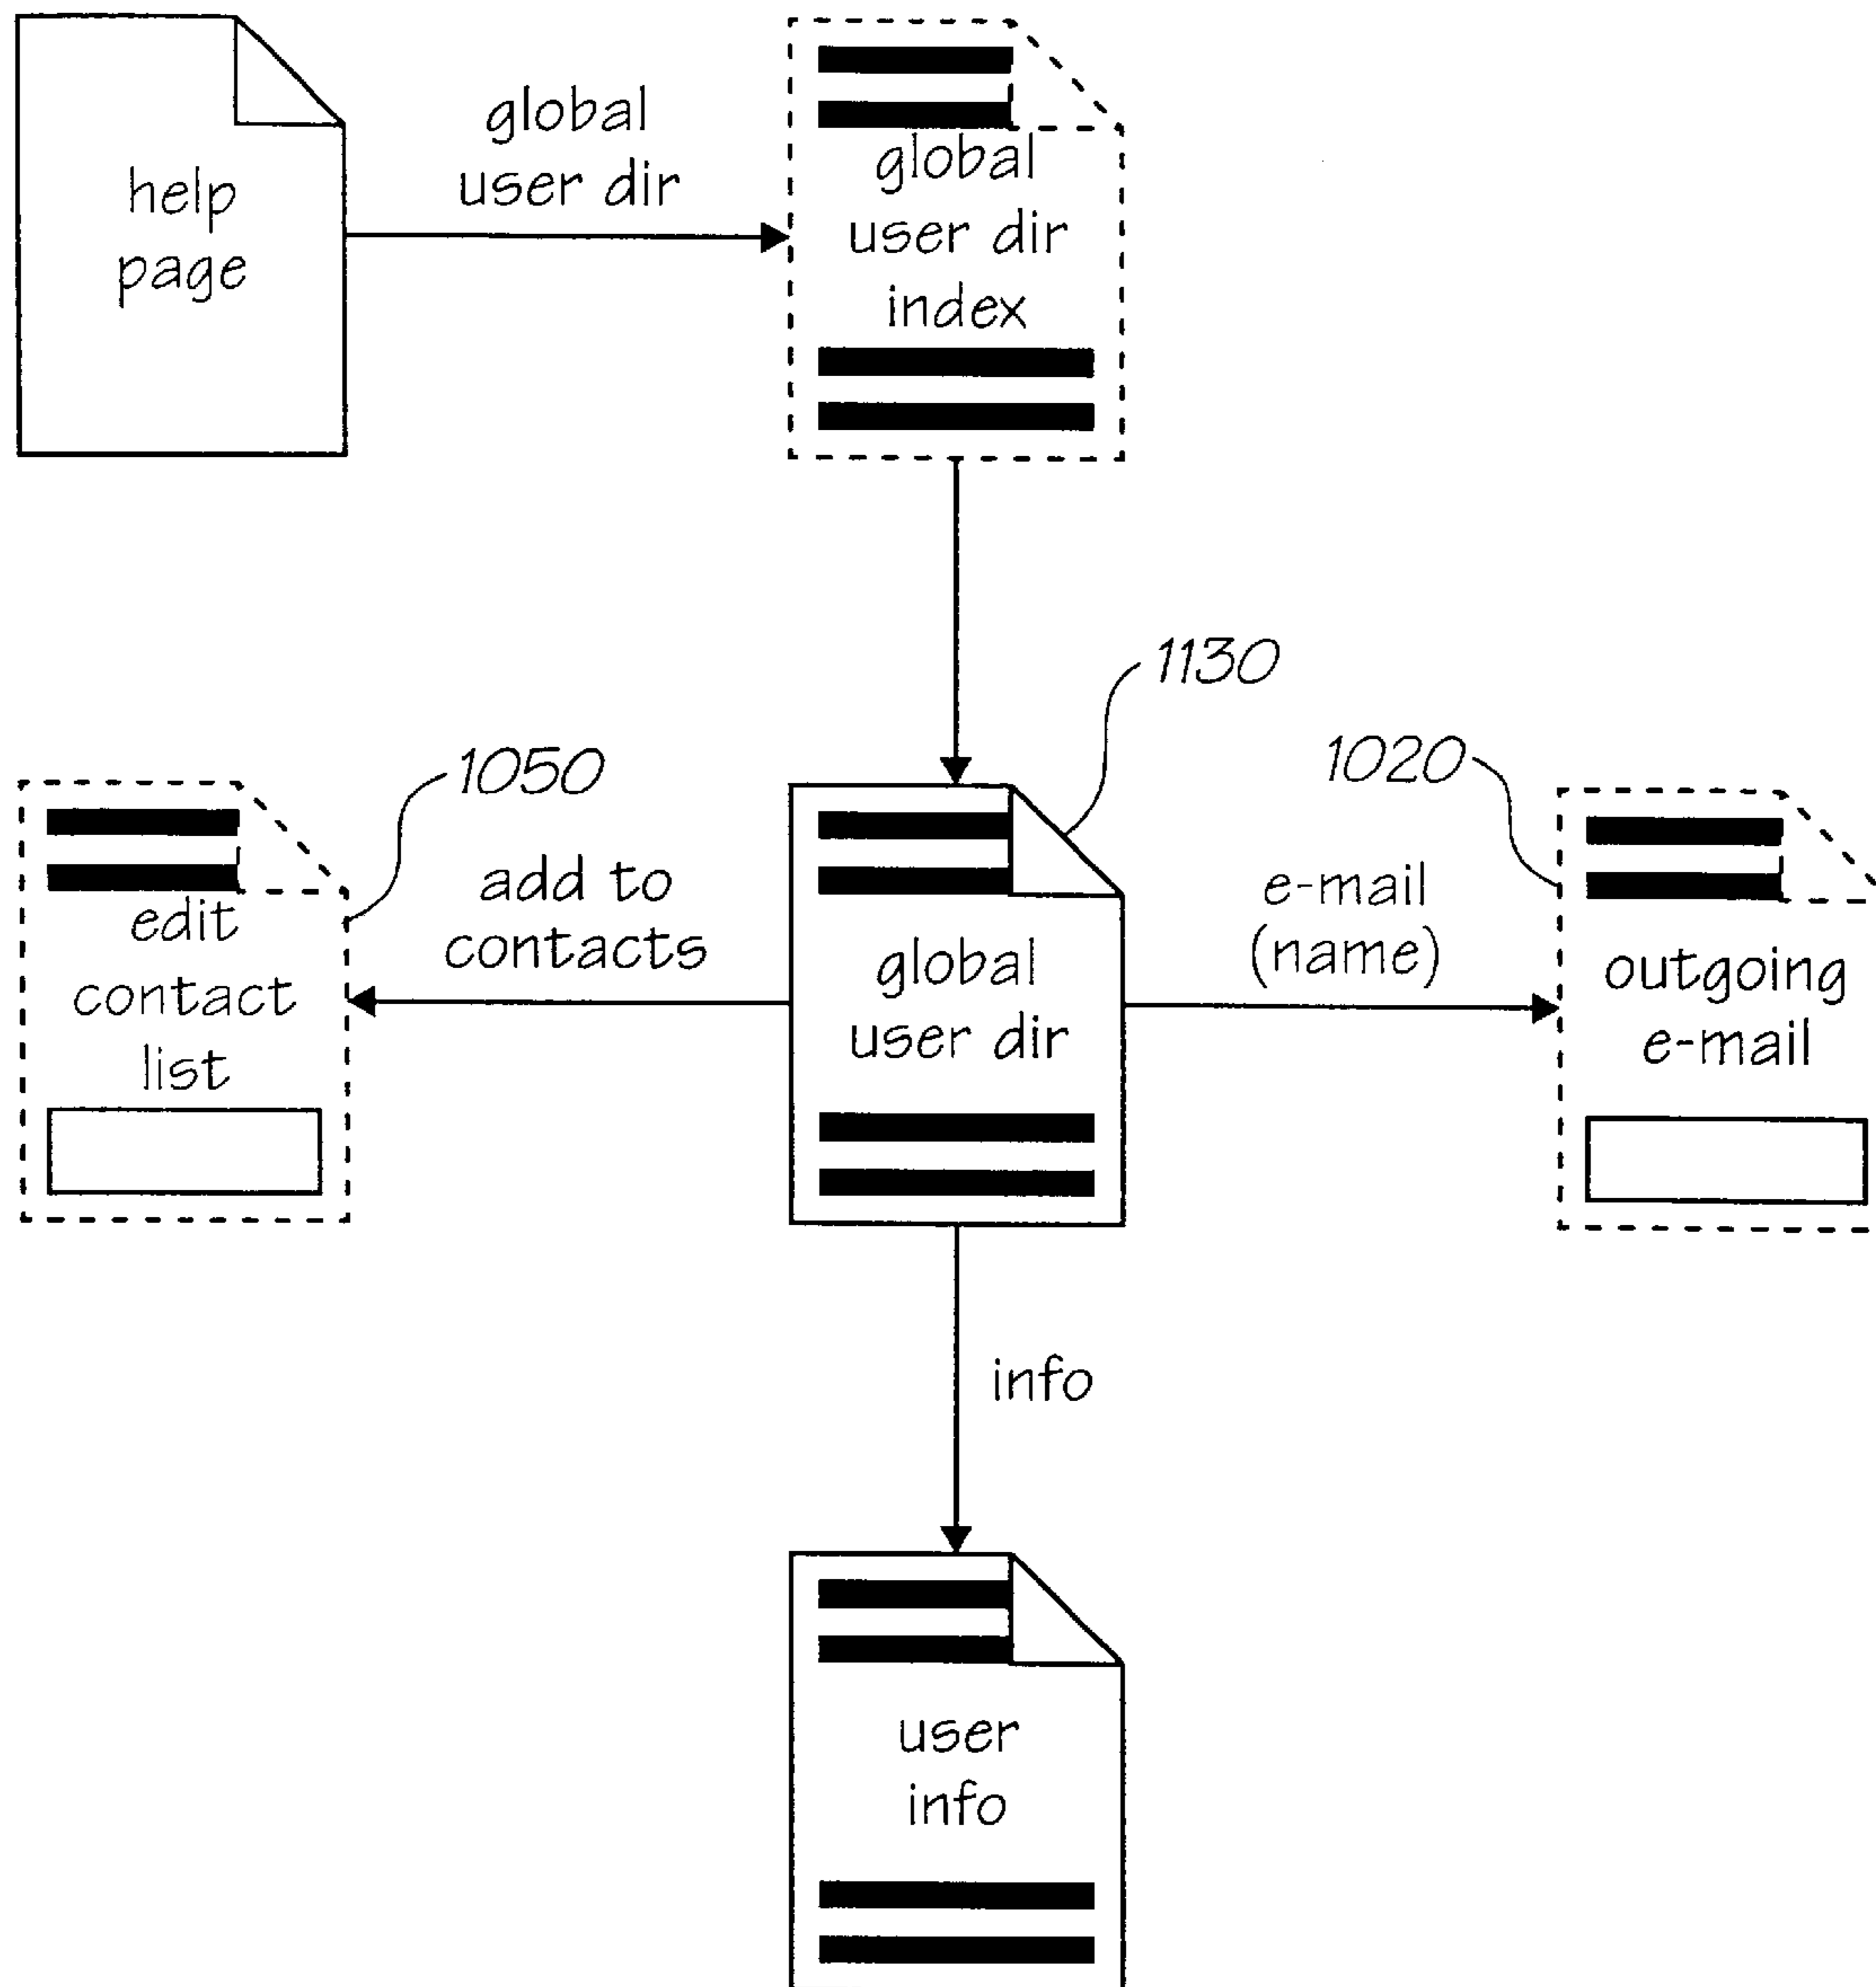 help
page
global
user dir
global
user dir
index
1130
1050
1020
edit
contact
list
add to
contacts
global
user dir
e-mail
(name)
outgoing
e-mail
info
user
info